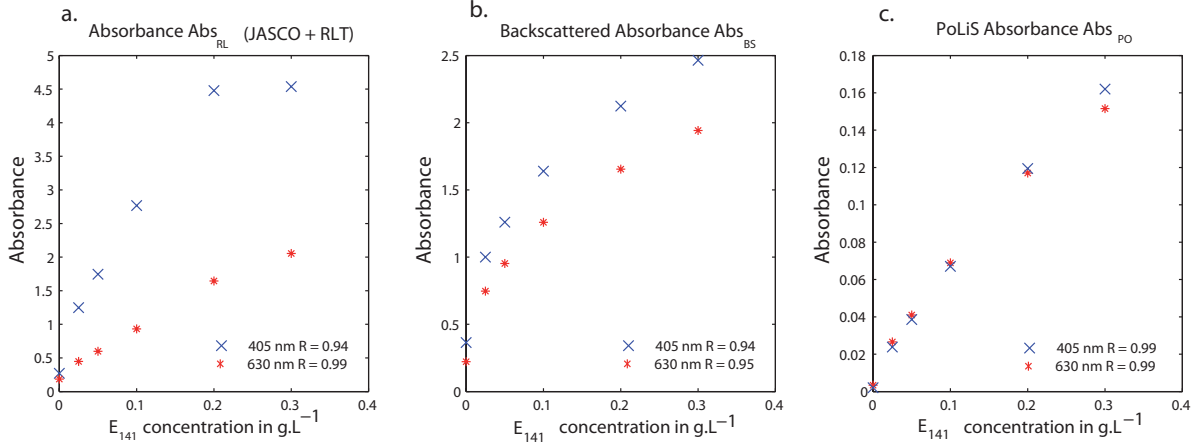 a.
Absorbance Abs RL (JASCO + RLT)
5
4.5
4
3.5
3
2.5
2
1.5
1
0.5
0
Absorbance
405 nm R = 0.94
630 nm R = 0.99
0 0.1 0.2 0.3 0.4
E141 concentration in g.L−1
b.
Backscattered Absorbance Abs BS
2.5
2
1.5
1
0.5
0
Absorbance
405 nm R = 0.94
630 nm R = 0.95
0 0.1 0.2 0.3 0.4
E141 concentration in g.L−1
c.
PoLiS Absorbance Abs PO
0.18
0.16
0.14
0.12
0.1
0.08
0.06
0.04
0.02
0
Absorbance
405 nm R = 0.99
630 nm R = 0.99
0 0.1 0.2 0.3 0.4
E141 concentration in g.L−1